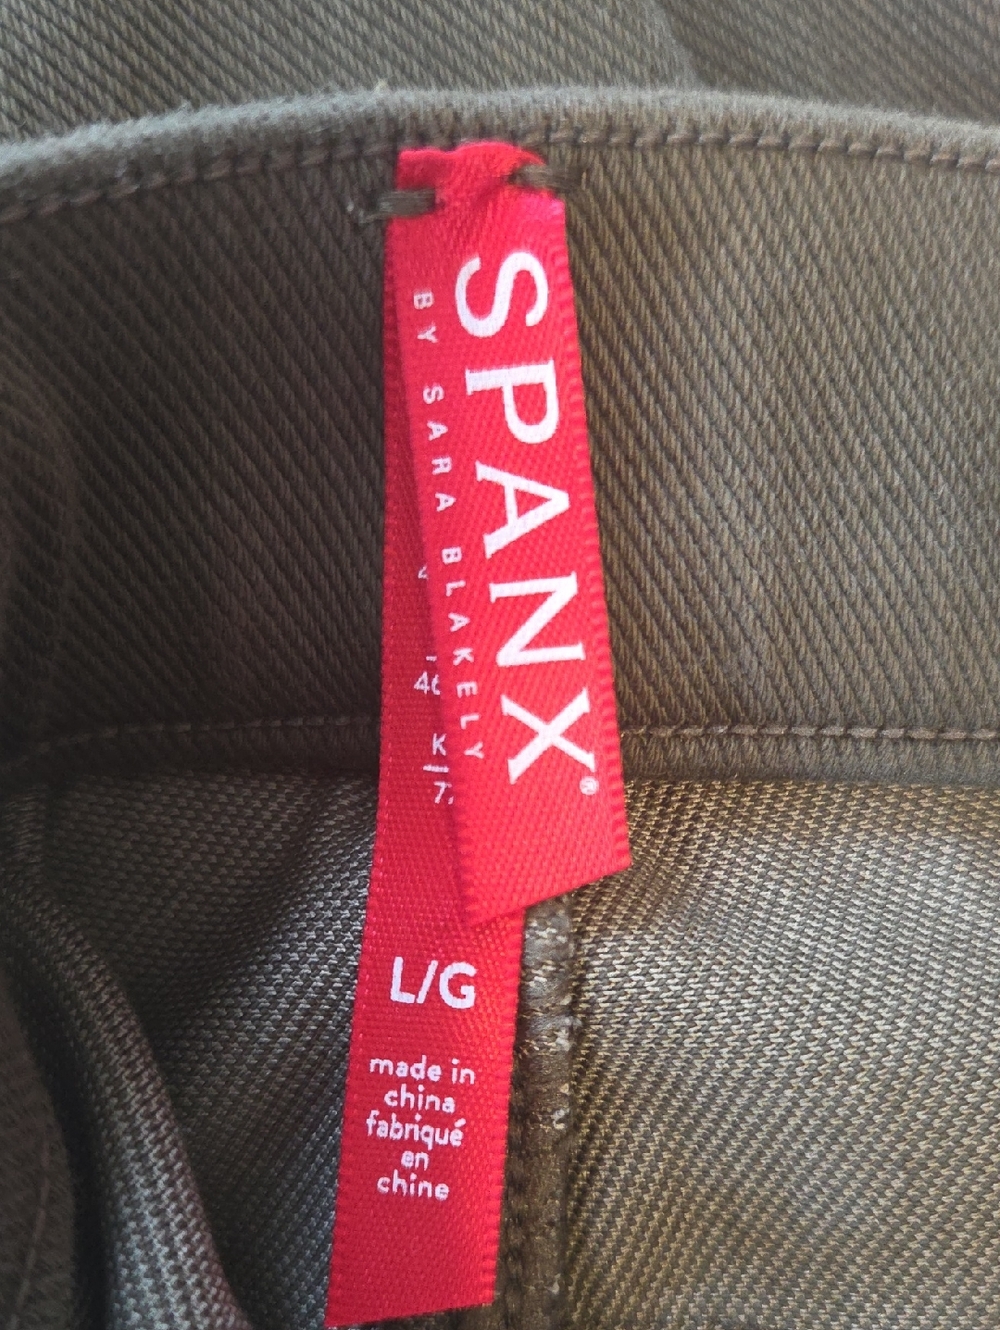 SPANX®
BY SARA BLAKELY
L/G
made in
china
fabriqué
en
chine